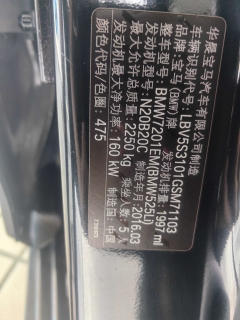 华晨宝马汽车有限公司制造
车辆识别代号: LBV5S3101GSM71103
品牌: 宝马(BMW)牌
整车型号: BMW7201EM(BMW525Li)
发动机型号: N20B20C 发动机排量: 1997 ml
最大允许总质量: 2250 kg 制造年月: 2016.03
发动机最大净功率: 160 kW 乘坐人数: 5 人
颜色代码/色圈: 475 制造国: 中国